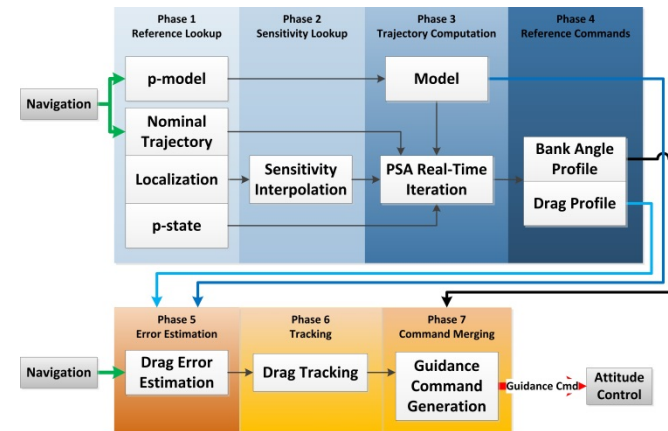 Phase 1
Reference Lookup
Phase 2
Sensitivity Lookup
Phase 3
Trajectory Computation
Phase 4
Reference Commands
Navigation
p-model
Model
Nominal
Trajectory
Localization
p-state
Sensitivity
Interpolation
PSA Real-Time
Iteration
Bank Angle
Profile
Drag Profile
Phase 5
Error Estimation
Phase 6
Tracking
Phase 7
Command Merging
Navigation
Drag Error
Estimation
Drag Tracking
Guidance
Command
Generation
Guidance Cmd
Attitude
Control